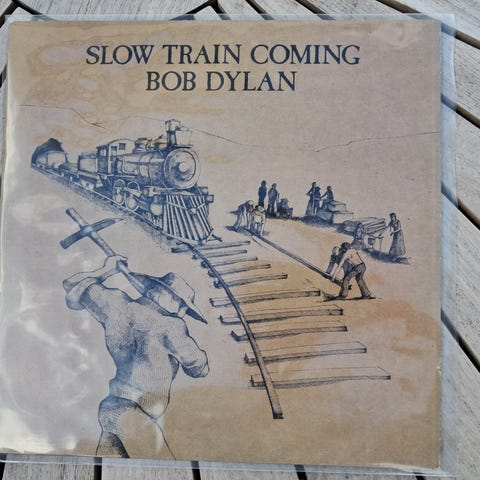 SLOW TRAIN COMING
BOB DYLAN